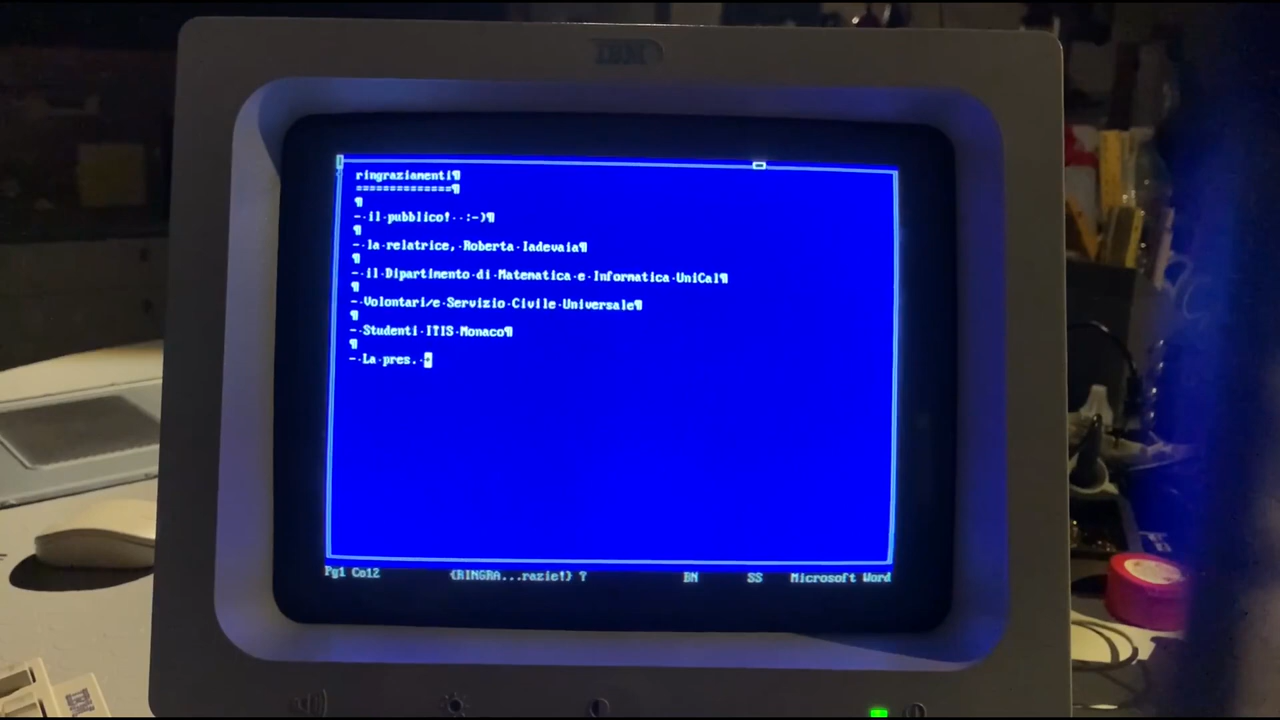 IBM
ringraziamenti¶
==============¶
¶
-·il·pubblico!··:-)¶
¶
-·la·relatrice,·Roberta·Iadevaia¶
¶
-·il·Dipartimento·di·Matematica·e·Informatica·UniCal¶
¶
-·Volontari/e·Servizio·Civile·Universale¶
¶
-·Studenti·ITIS·Monaco¶
¶
-·La·pres.·
Pg1 Co12 {RINGRA...razie!} ? BN SS Microsoft Word
IBM